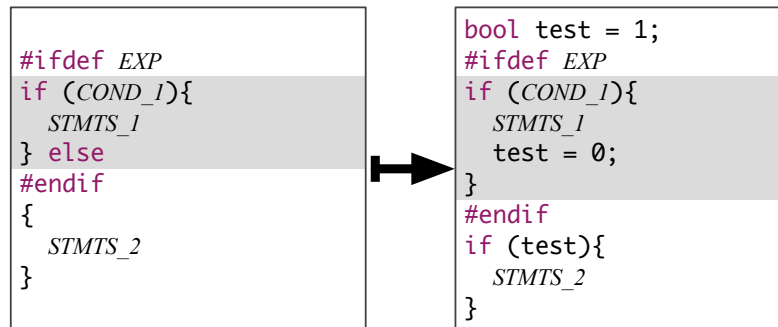 #ifdef EXP
if (COND_1){
STMTS_1
} else
#endif
{
STMTS_2
}
bool test = 1;
#ifdef EXP
if (COND_1){
STMTS_1
test = 0;
}
#endif
if (test){
STMTS_2
}